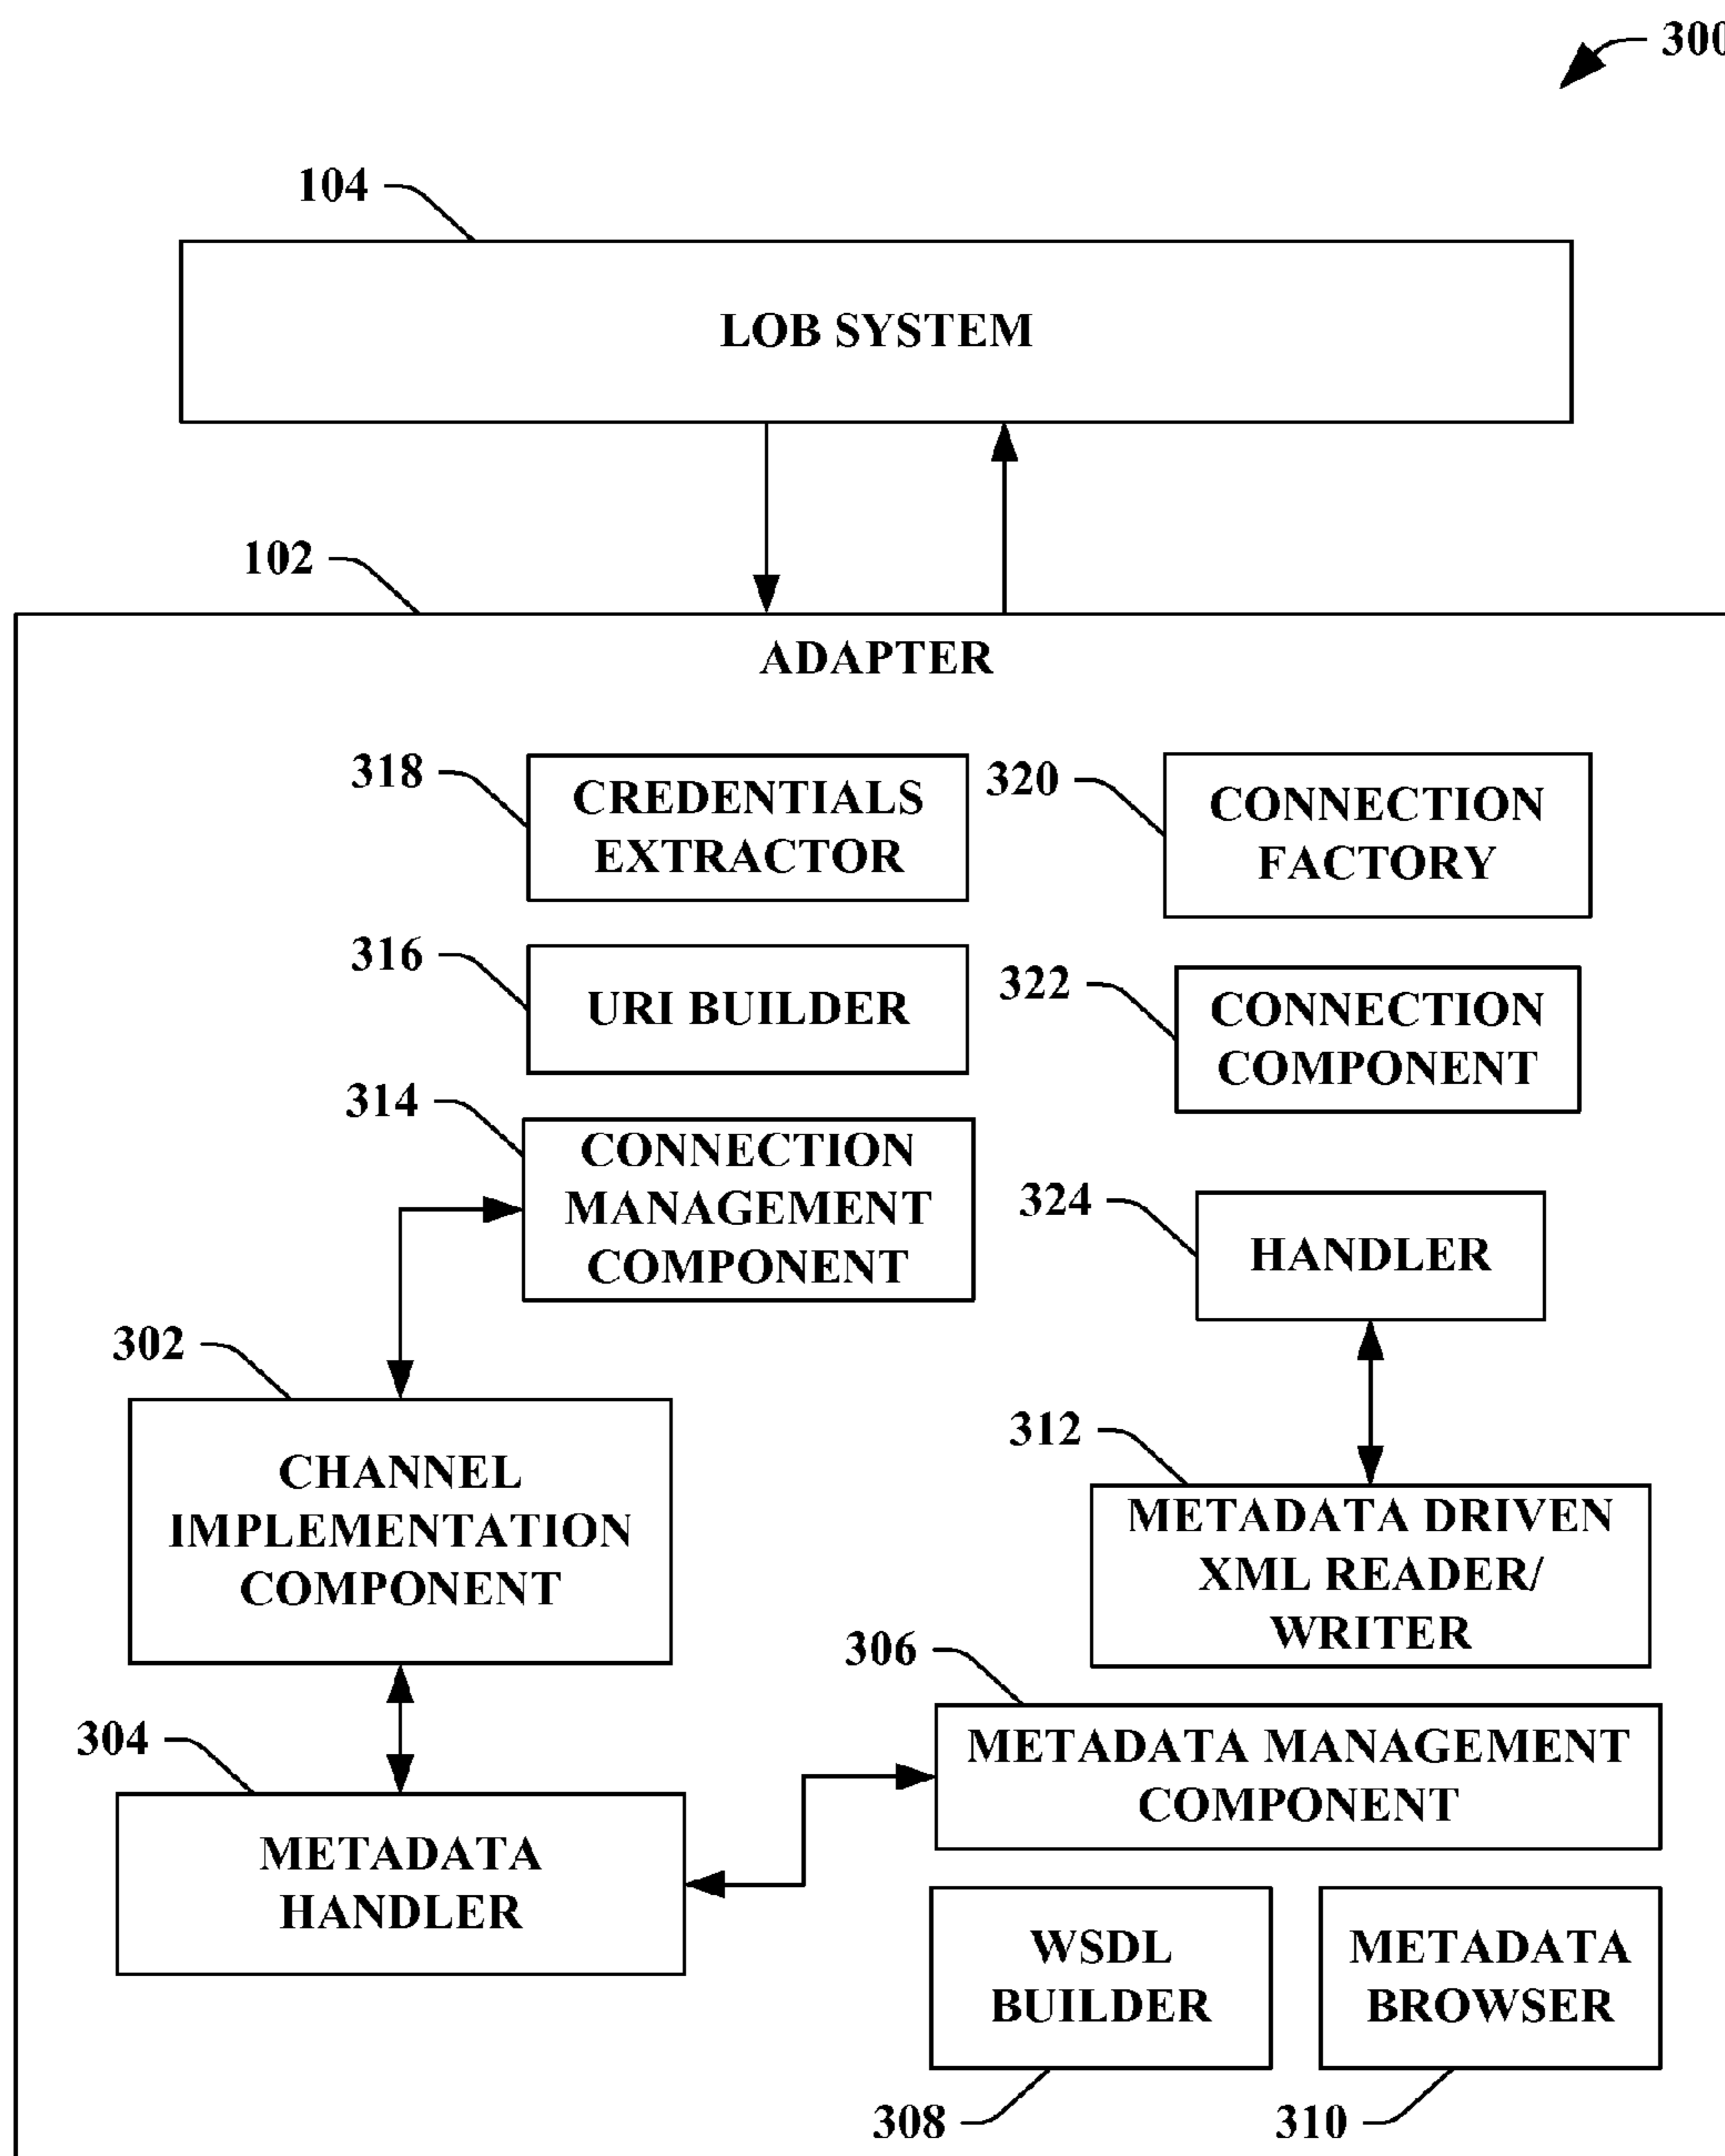 300
104
LOB SYSTEM
102
ADAPTER
318
CREDENTIALS
EXTRACTOR
320
CONNECTION
FACTORY
316
URI BUILDER
322
CONNECTION
COMPONENT
314
CONNECTION
MANAGEMENT
COMPONENT
324
HANDLER
302
CHANNEL
IMPLEMENTATION
COMPONENT
312
METADATA DRIVEN
XML READER/
WRITER
306
METADATA MANAGEMENT
COMPONENT
304
METADATA
HANDLER
WSDL
BUILDER
METADATA
BROWSER
308
310